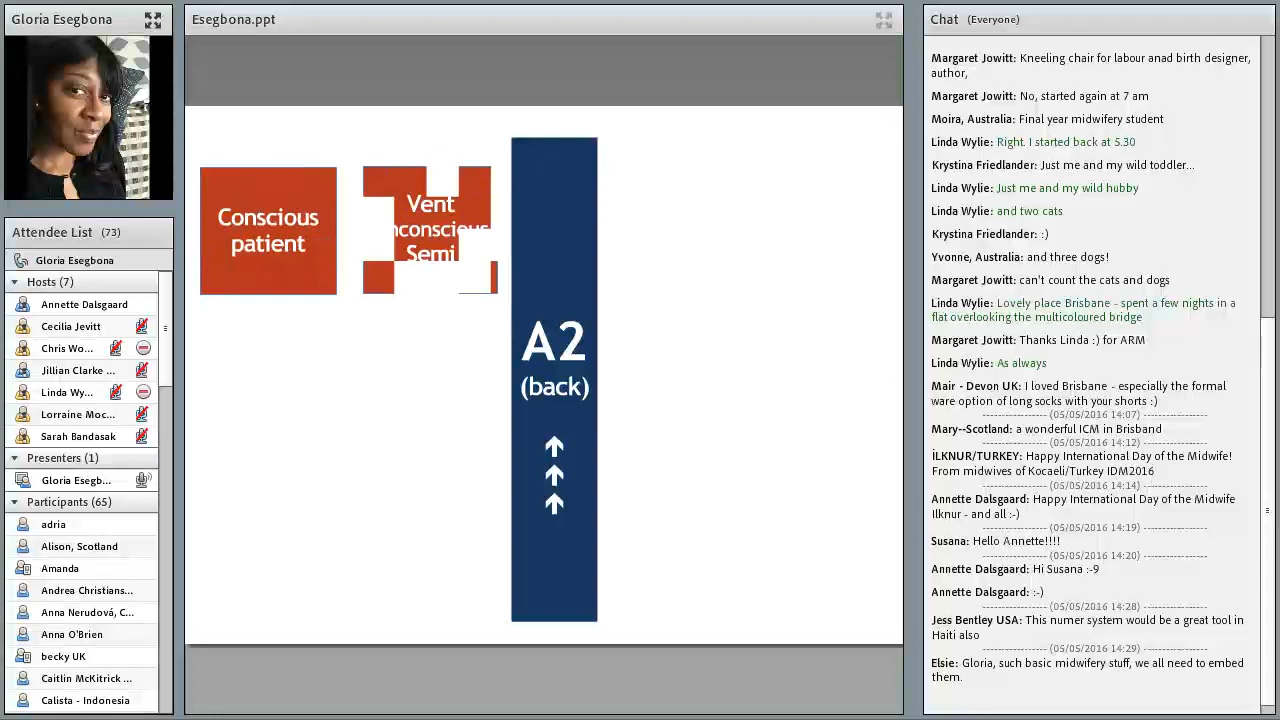 Gloria Esegbona
Attendee List (73)
Gloria Esegbona
Hosts (7)
Annette Dalsgaard
Cecilia Jevitt
Chris Wo...
Jillian Clarke ...
Linda Wy...
Lorraine Moc...
Sarah Bandasak
Presenters (1)
Gloria Esegb...
Participants (65)
adria
Alison, Scotland
Amanda
Andrea Christians...
Anna Nerudová, C...
Anna O'Brien
becky UK
Caitlin McKitrick ...
Calista - Indonesia
Esegbona.ppt
Conscious
patient
Vent
Semi
A2
(back)
Chat (Everyone)
Margaret Jowitt: Kneeling chair for labour anad birth designer,
author,
Margaret Jowitt: No, started again at 7 am
Moira, Australia: Final year midwifery student
Linda Wylie: Right. I started back at 5.30
Krystina Friedlander: Just me and my wild toddler...
Linda Wylie: Just me and my wild hubby
Linda Wylie: and two cats
Krystina Friedlander: :)
Yvonne, Australia: and three dogs!
Margaret Jowitt: can't count the cats and dogs
Linda Wylie: Lovely place Brisbane - spent a few nights in a
flat overlooking the multicoloured bridge
Margaret Jowitt: Thanks Linda :) for ARM
Linda Wylie: As always
Mair - Devon UK: I loved Brisbane - especially the formal
ware option of long socks with your shorts :)
------------------ (05/05/2016 14:07) ------------------
Mary--Scotland: a wonderful ICM in Brisband
------------------ (05/05/2016 14:12) ------------------
İLKNUR/TURKEY: Happy International Day of the Midwife!
From midwives of Kocaeli/Turkey IDM2016
------------------ (05/05/2016 14:14) ------------------
Annette Dalsgaard: Happy International Day of the Midwife
Ilknur - and all :-)
------------------ (05/05/2016 14:19) ------------------
Susana: Hello Annette!!!!
------------------ (05/05/2016 14:20) ------------------
Annette Dalsgaard: Hi Susana :-9
Annette Dalsgaard: :-)
------------------ (05/05/2016 14:28) ------------------
Jess Bentley USA: This numer system would be a great tool in
Haiti also
------------------ (05/05/2016 14:29) ------------------
Elsie: Gloria, such basic midwifery stuff, we all need to embed
them.